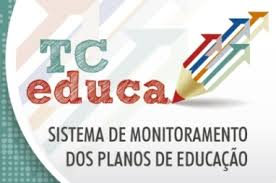 TC
educa
SISTEMA DE MONITORAMENTO
DOS PLANOS DE EDUCAÇÃO